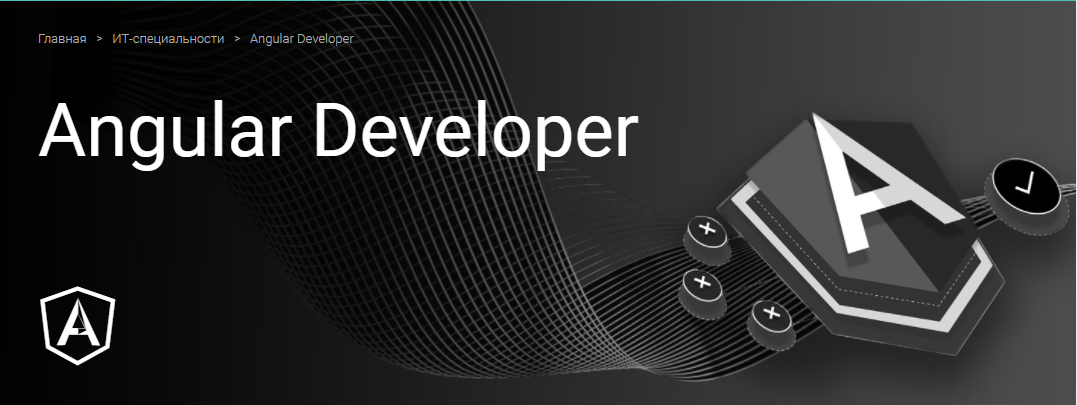 Главная > ИТ-специальности > Angular Developer
Angular Developer